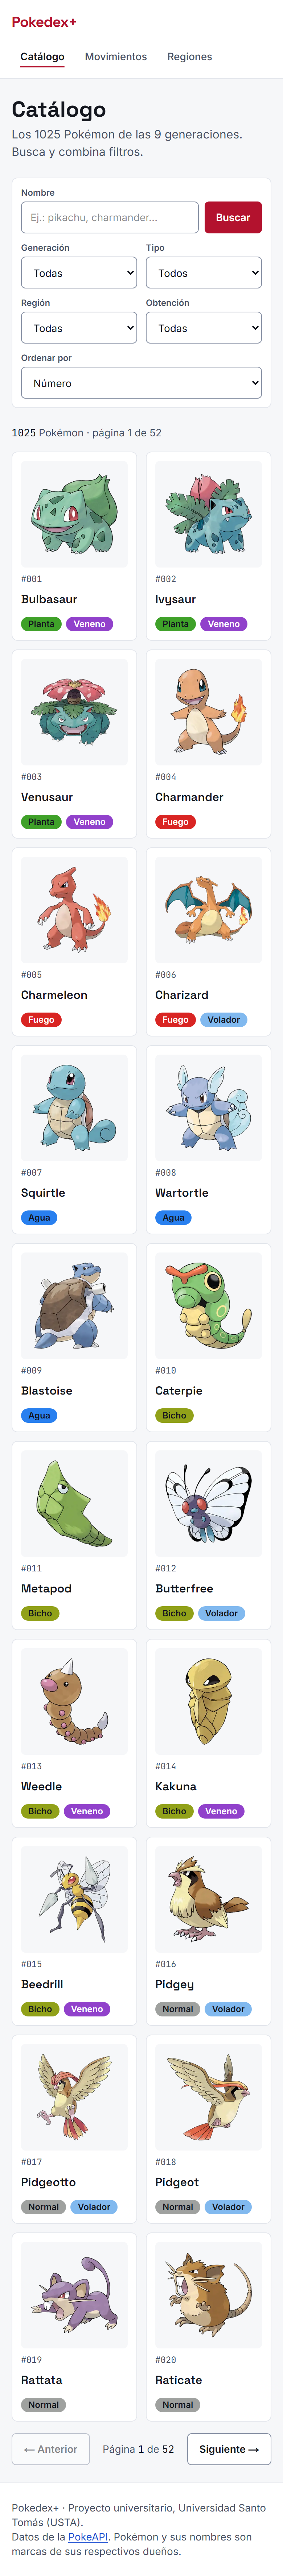 Pokedex+
Catálogo Movimientos Regiones
Catálogo
Los 1025 Pokémon de las 9 generaciones.
Busca y combina filtros.
Nombre
Ej.: pikachu, charmander... Buscar
Generación Tipo
Todas Todos
Región Obtención
Todas Todas
Ordenar por
Número
1025 Pokémon · página 1 de 52
#001 #002
Bulbasaur Ivysaur
Planta Veneno Planta Veneno
#003 #004
Venusaur Charmander
Planta Veneno Fuego
#005 #006
Charmeleon Charizard
Fuego Fuego Volador
#007 #008
Squirtle Wartortle
Agua Agua
#009 #010
Blastoise Caterpie
Agua Bicho
#011 #012
Metapod Butterfree
Bicho Bicho Volador
#013 #014
Weedle Kakuna
Bicho Veneno Bicho Veneno
#015 #016
Beedrill Pidgey
Bicho Veneno Normal Volador
#017 #018
Pidgeotto Pidgeot
Normal Volador Normal Volador
#019 #020
Rattata Raticate
Normal Normal
← Anterior Página 1 de 52 Siguiente →
Pokedex+ · Proyecto universitario, Universidad Santo
Tomás (USTA).
Datos de la PokeAPI. Pokémon y sus nombres son
marcas de sus respectivos dueños.